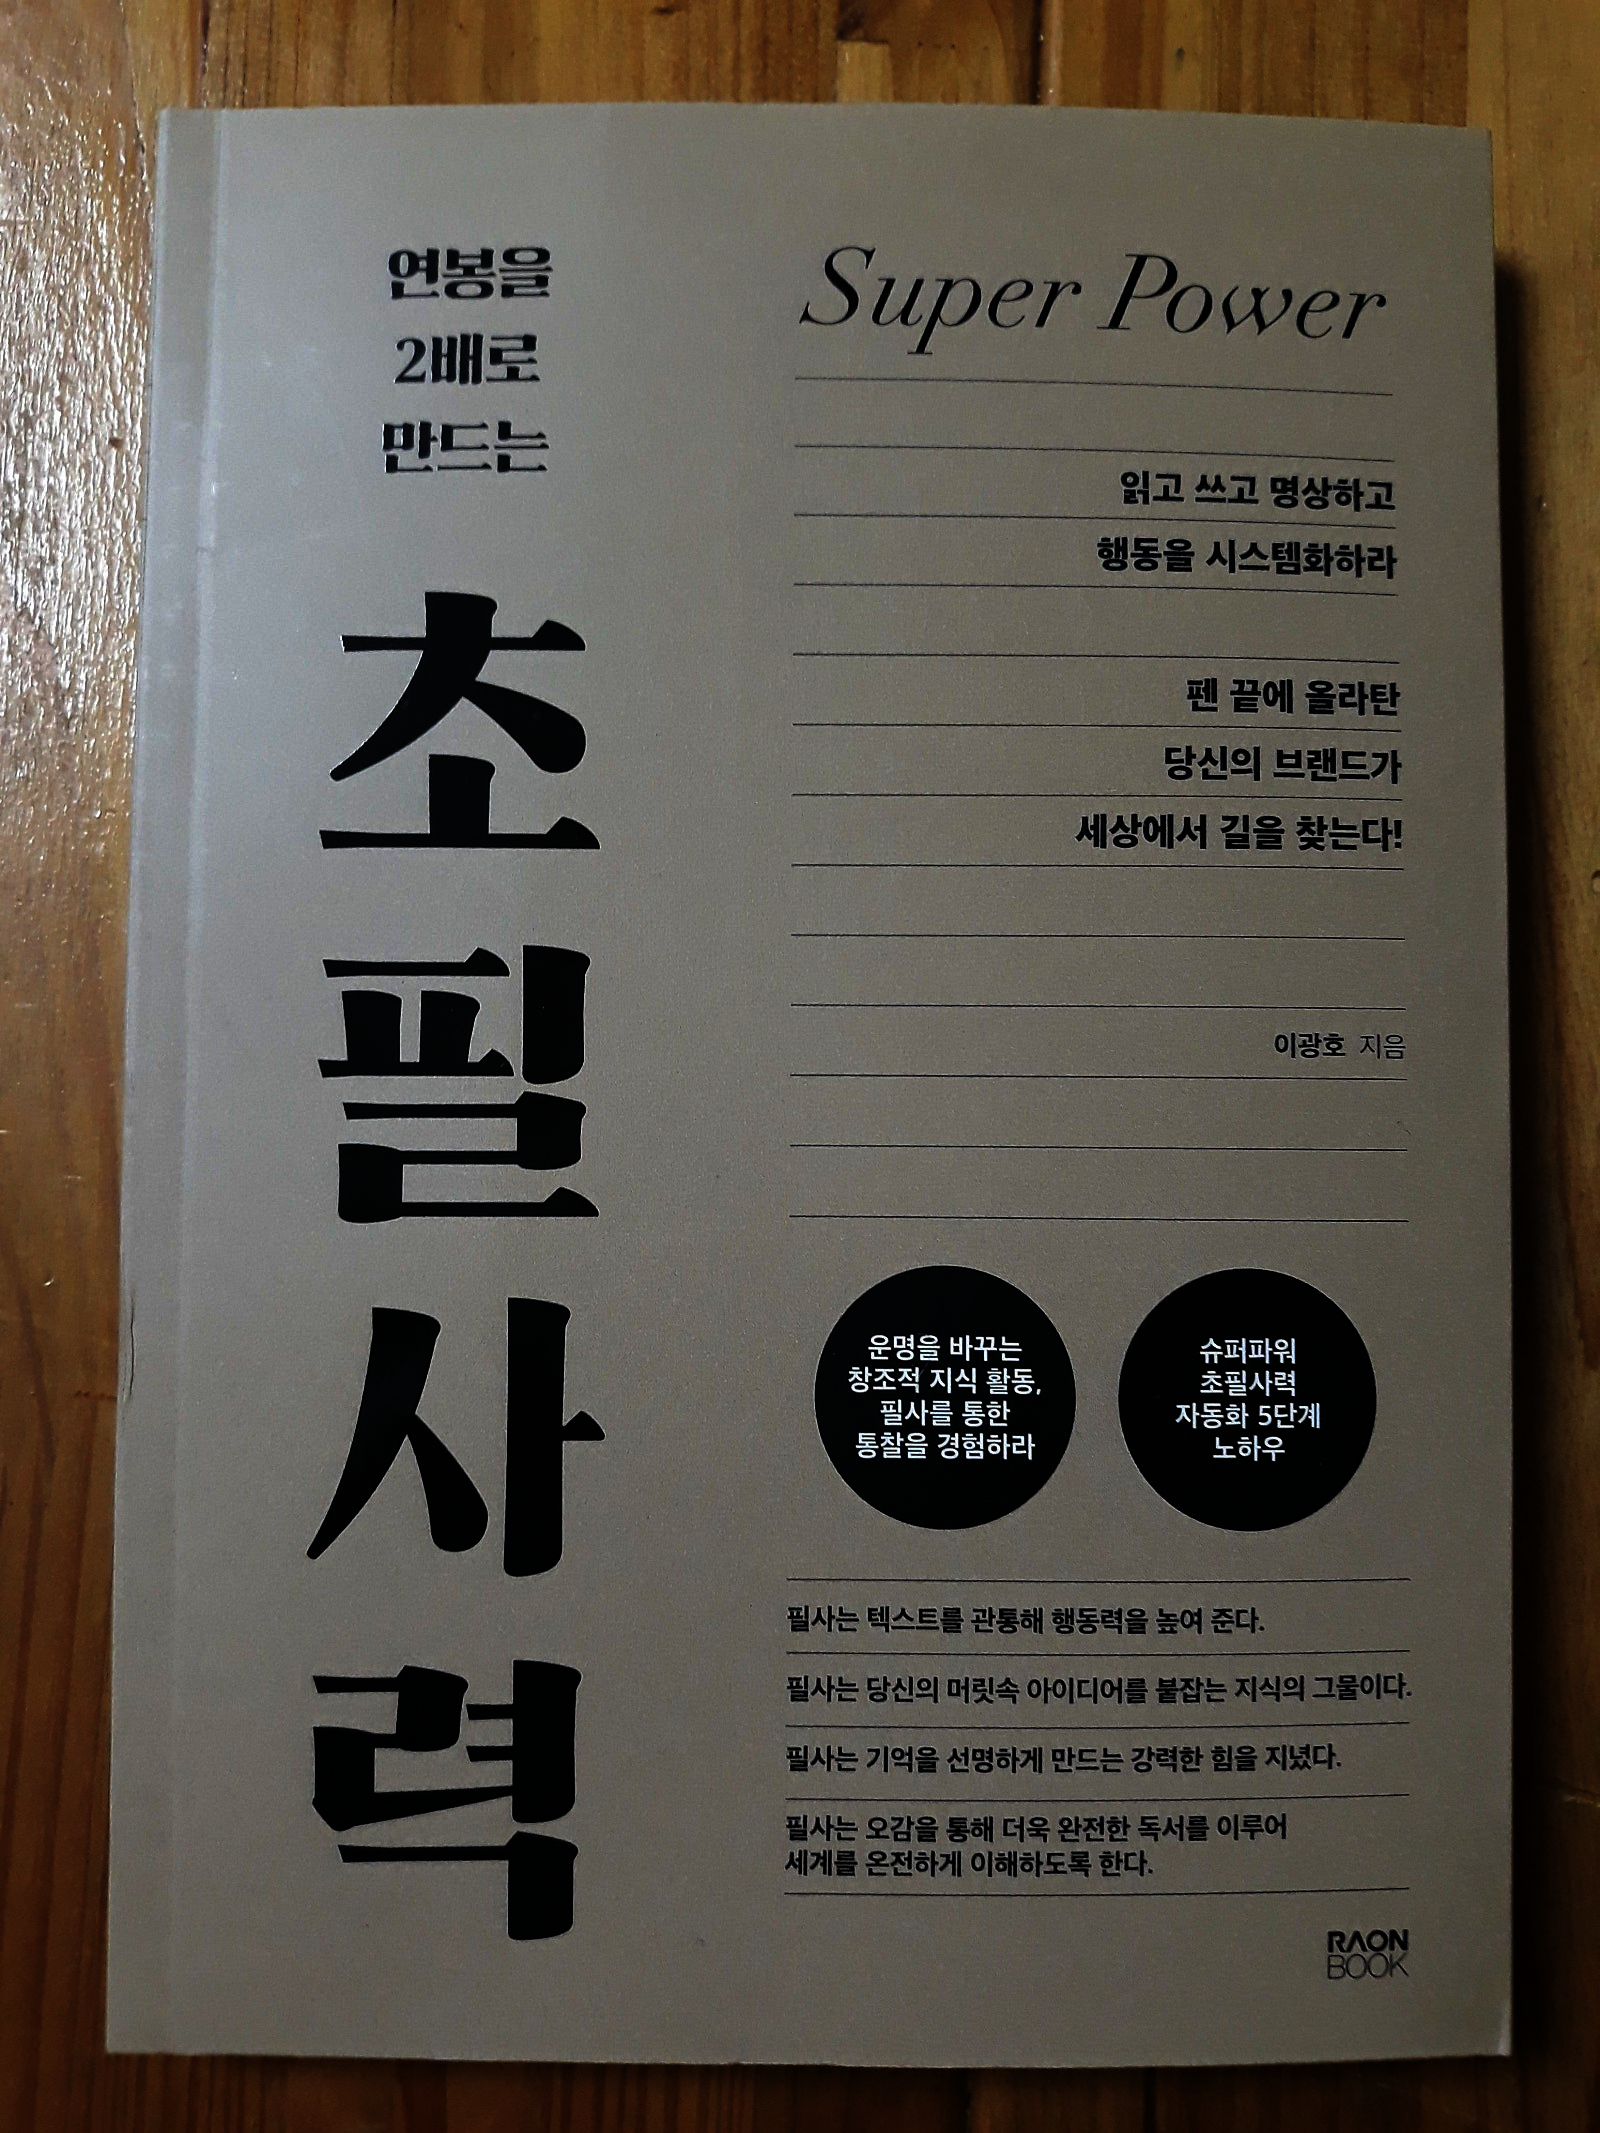 연봉을
2배로
만드는
초
필
사
력
Super Power
읽고 쓰고 명상하고
행동을 시스템화하라
펜 끝에 올라탄
당신의 브랜드가
세상에서 길을 찾는다!
이광호 지음
운명을 바꾸는
창조적 지식 활동,
필사를 통한
통찰을 경험하라
슈퍼파워
초필사력
자동화 5단계
노하우
필사는 텍스트를 관통해 행동력을 높여 준다.
필사는 당신의 머릿속 아이디어를 붙잡는 지식의 그물이다.
필사는 기억을 선명하게 만드는 강력한 힘을 지녔다.
필사는 오감을 통해 더욱 완전한 독서를 이루어
세계를 온전하게 이해하도록 한다.
RAON
BOOK